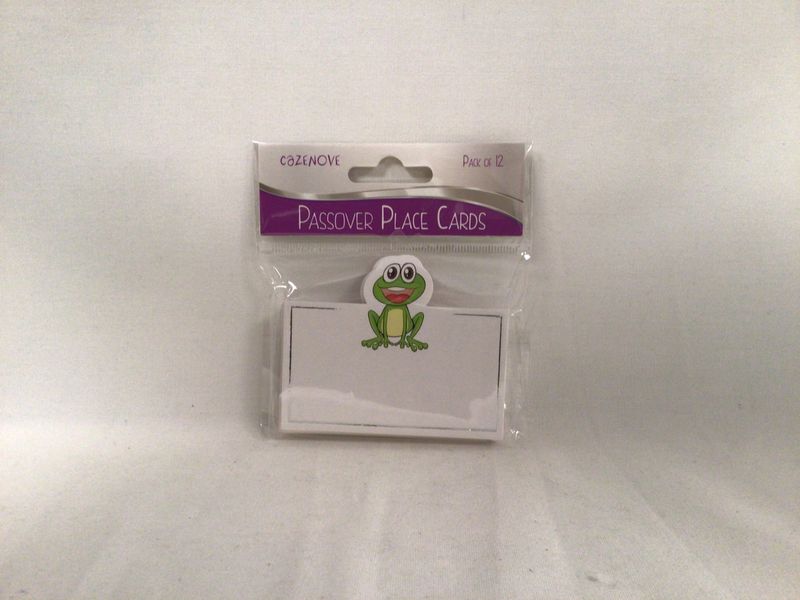 cazenove
Pack of 12
Passover Place Cards